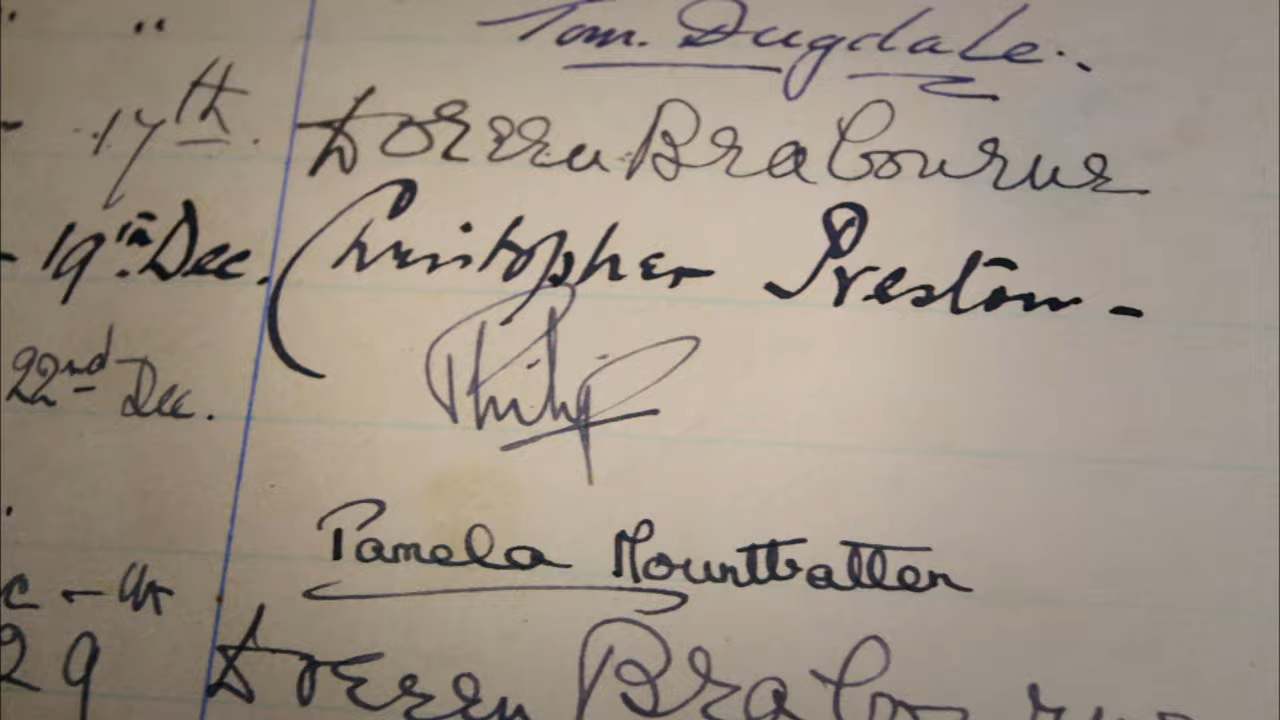 " Tom. Dugdale..
- 17th. Doreen Brabourne
- 19th. Dec. Christopher Preston -
22nd Dec. Philip
Pamela Mountbatten
29 Doreen Brabourne